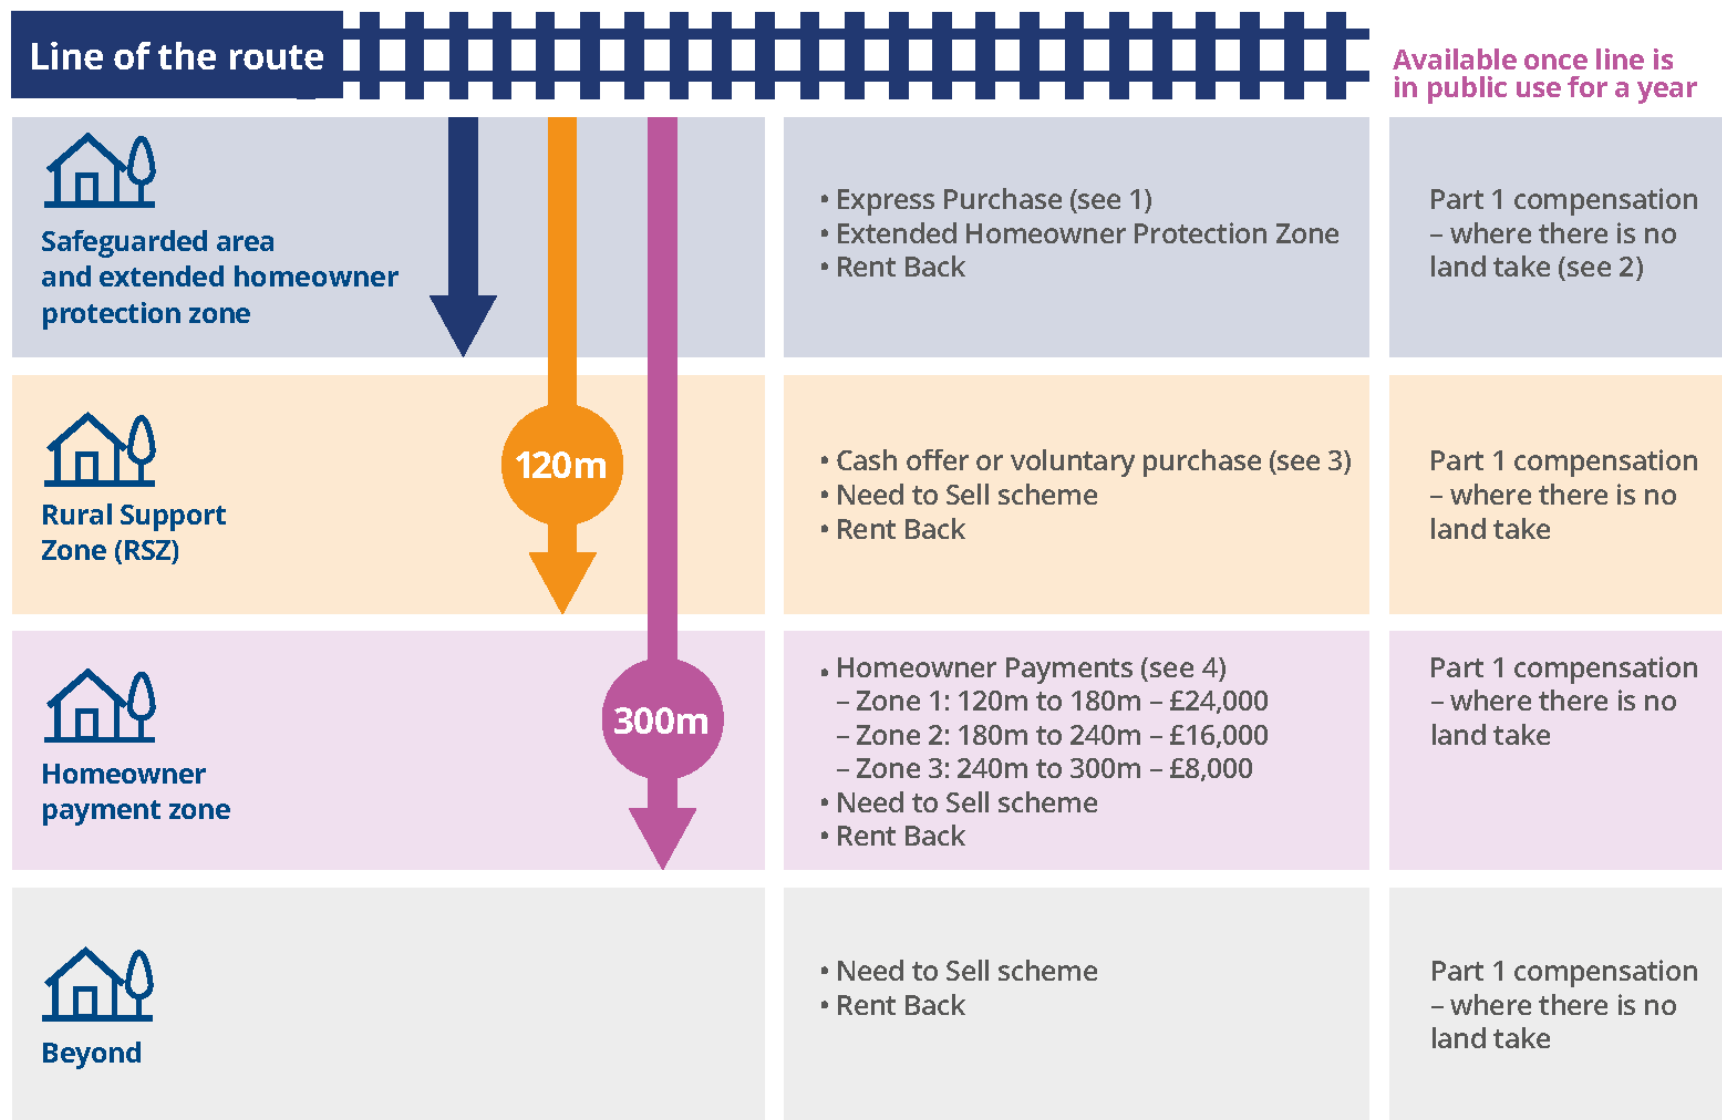 Line of the route
Available once line is
in public use for a year
Safeguarded area
and extended homeowner
protection zone
• Express Purchase (see 1)
• Extended Homeowner Protection Zone
• Rent Back
Part 1 compensation
– where there is no
land take (see 2)
120m
Rural Support
Zone (RSZ)
• Cash offer or voluntary purchase (see 3)
• Need to Sell scheme
• Rent Back
Part 1 compensation
– where there is no
land take
300m
Homeowner
payment zone
• Homeowner Payments (see 4)
– Zone 1: 120m to 180m – £24,000
– Zone 2: 180m to 240m – £16,000
– Zone 3: 240m to 300m – £8,000
• Need to Sell scheme
• Rent Back
Part 1 compensation
– where there is no
land take
Beyond
• Need to Sell scheme
• Rent Back
Part 1 compensation
– where there is no
land take